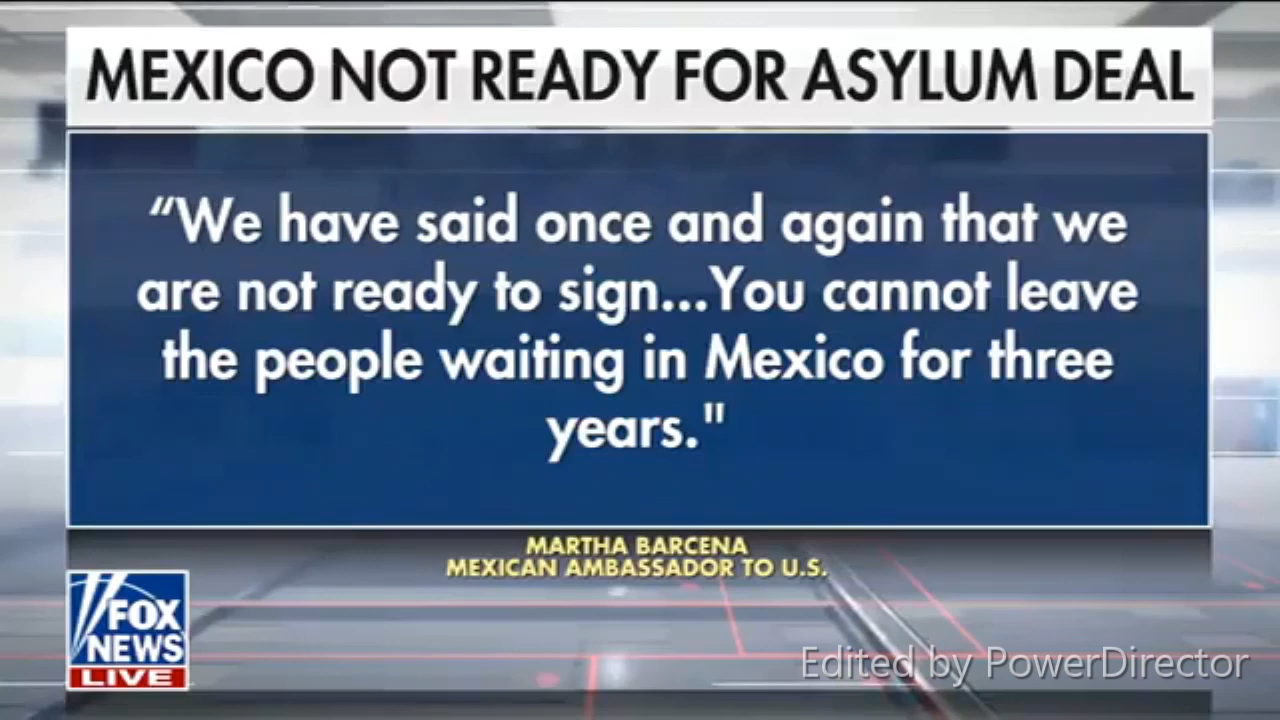 MEXICO NOT READY FOR ASYLUM DEAL
“We have said once and again that we
are not ready to sign...You cannot leave
the people waiting in Mexico for three
years."
MARTHA BARCENA
MEXICAN AMBASSADOR TO U.S.
FOX
NEWS
LIVE
Edited by PowerDirector